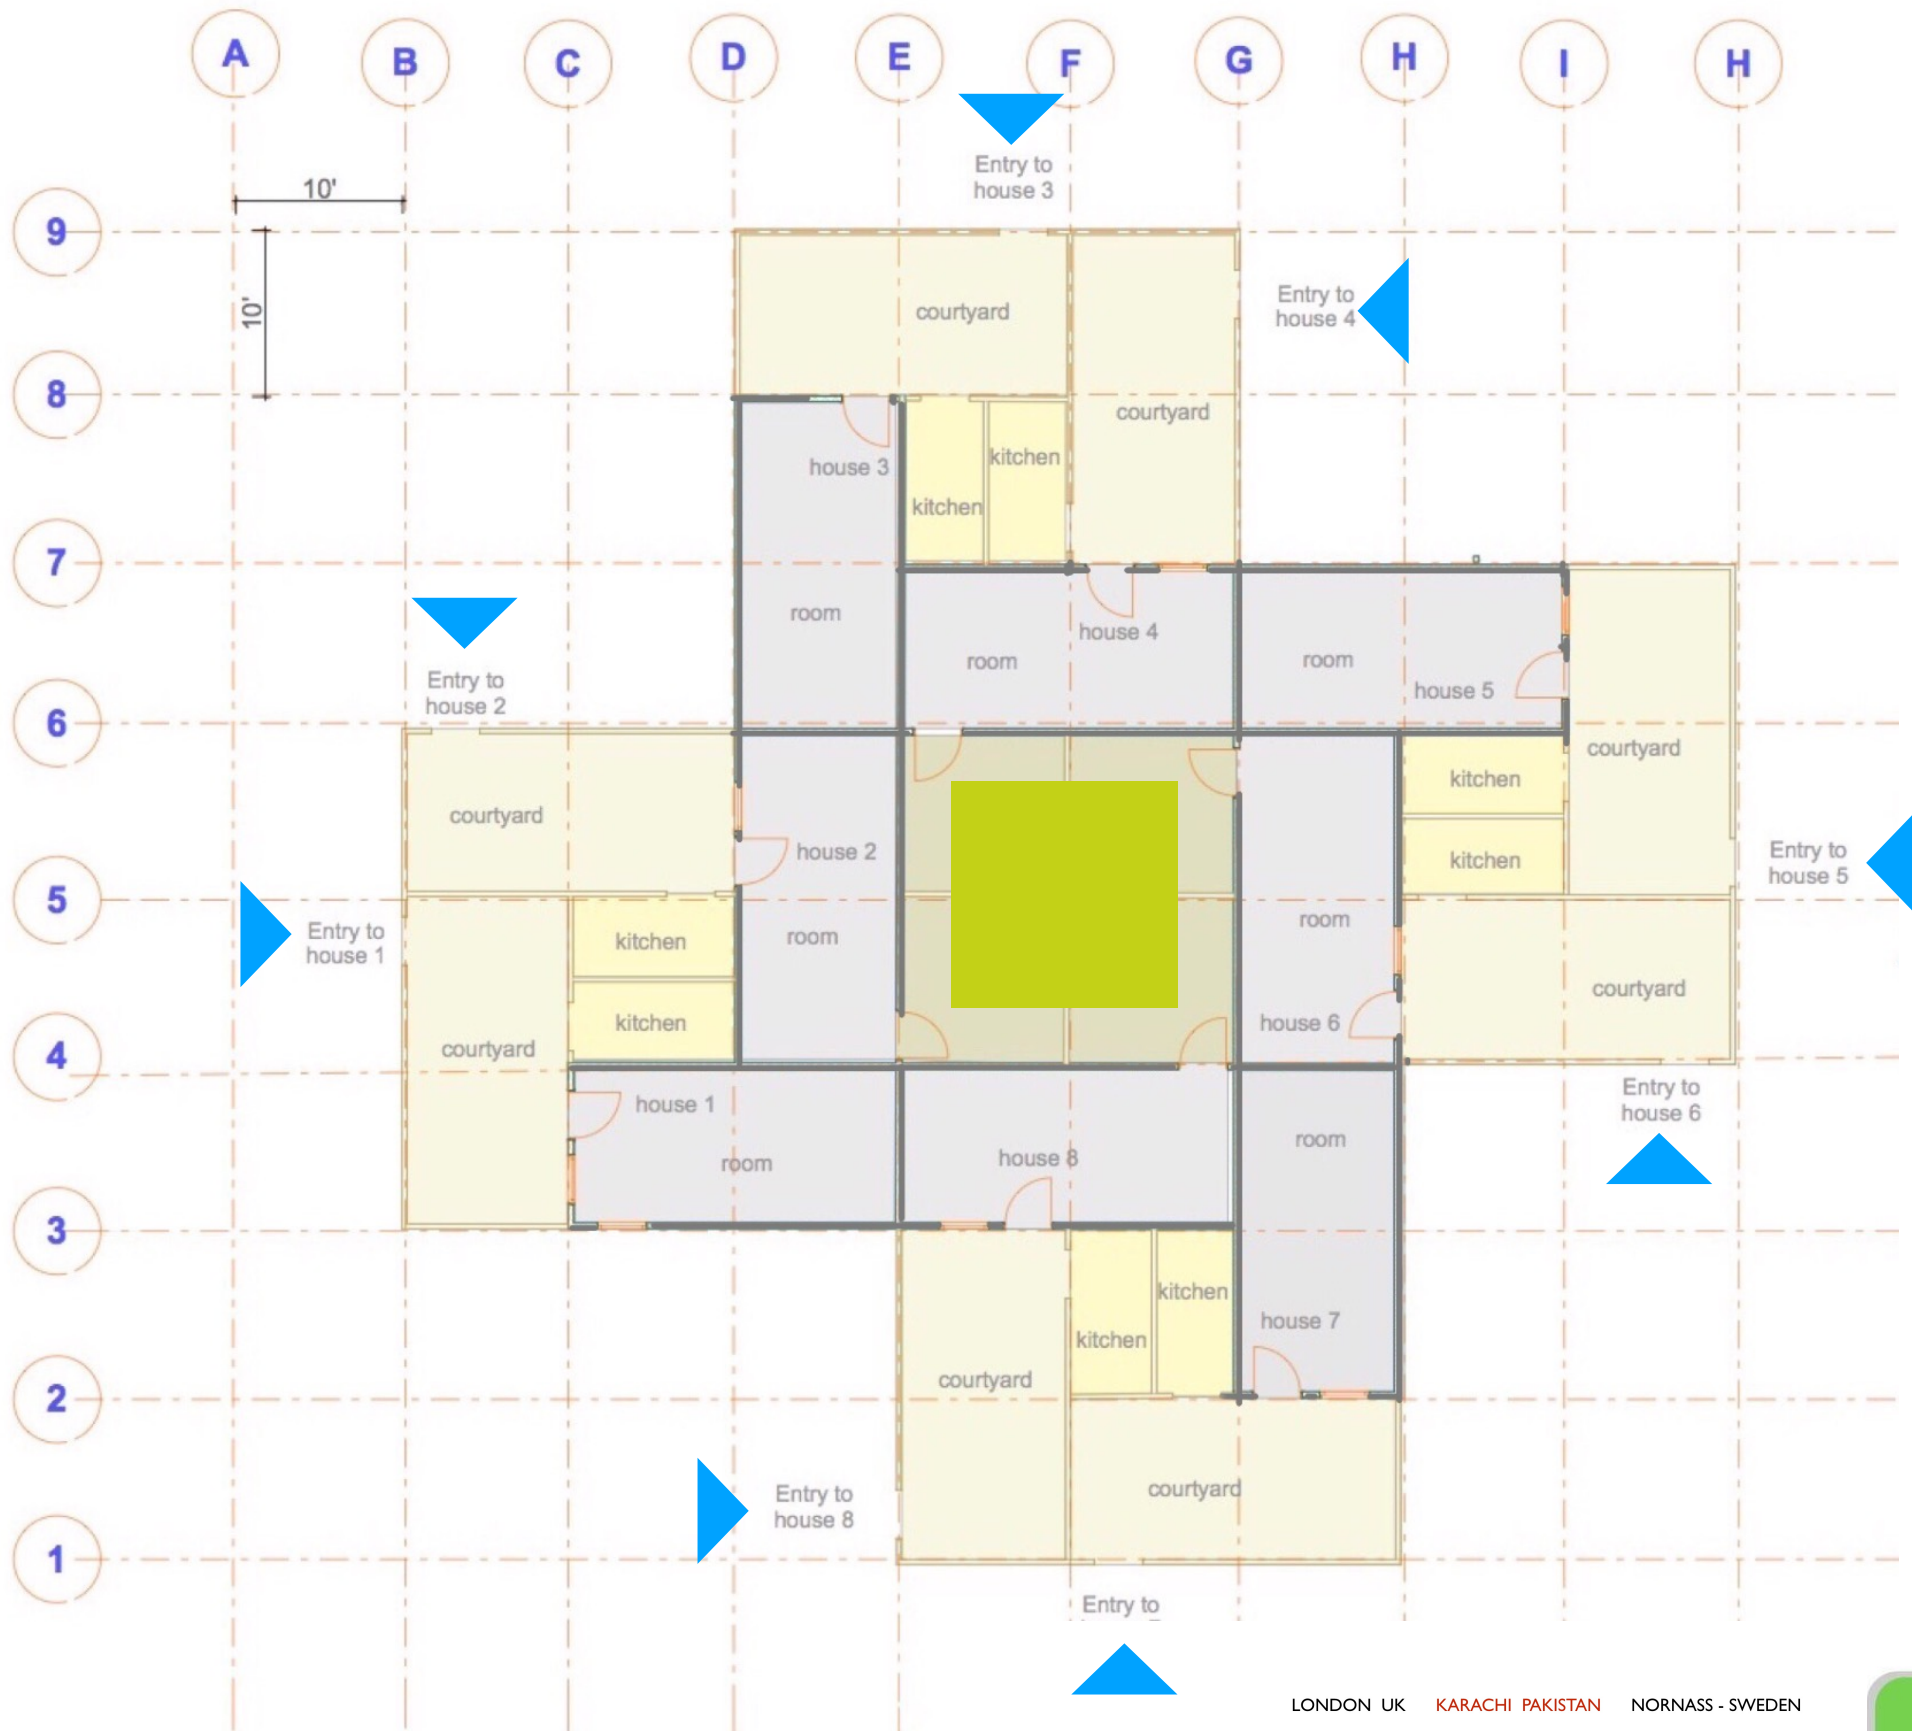 A B C D E F G H I H
Entry to
house 3
10'
9
10'
Entry to
house 4
courtyard
8
courtyard
kitchen
house 3
kitchen
7
room
house 4
room
room
Entry to
house 2
house 5
6
courtyard
kitchen
courtyard
house 2
Entry to
house 5
kitchen
5
room
Entry to
house 1
kitchen
room
courtyard
kitchen
house 6
4
courtyard
Entry to
house 6
house 1
room
house 8
room
3
kitchen
house 7
kitchen
courtyard
2
courtyard
Entry to
house 8
1
Entry to
LONDON UK KARACHI PAKISTAN NORNASS - SWEDEN